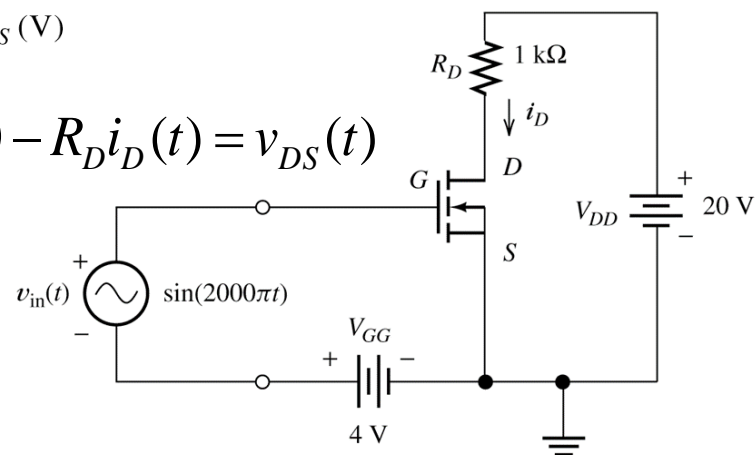 S (V)
− R_D i_D (t) = v_DS (t)
R_D 1 kΩ
i_D
D
G
S
V_DD
+
20 V
−
+
v_in(t)
−
sin(2000πt)
V_GG
+ −
4 V